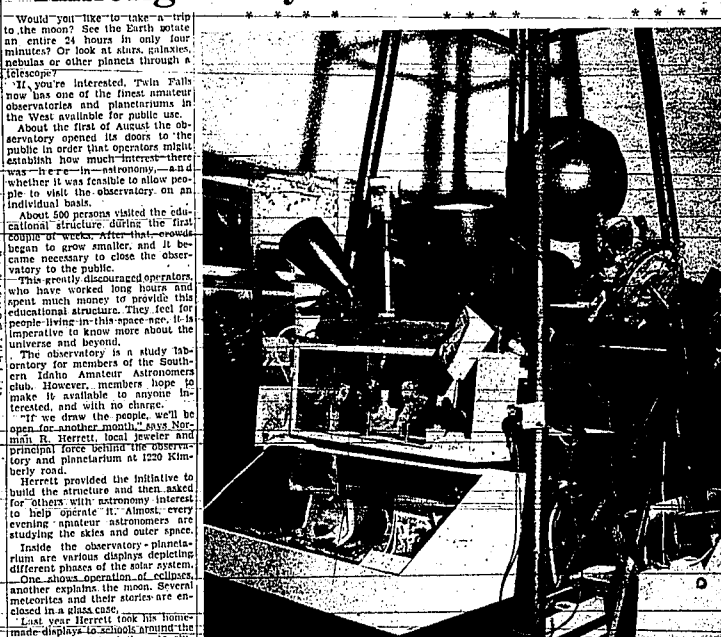 Would you like to take a trip
to the moon? See the Earth rotate
an entire 24 hours in only four
minutes? Or look at stars, galaxies,
nebulas or other planets through a
telescope?
If you're interested, Twin Falls
now has one of the finest amateur
observatories and planetariums in
the West available for public use.
About the first of August the ob-
servatory opened its doors to the
public in order that operators might
establish how much interest there
was here in astronomy, and
whether it was feasible to allow peo-
ple to visit the observatory on an
individual basis.
About 500 persons visited the edu-
cational structure during the first
couple of weeks. After that, crowds
began to grow smaller, and it be-
came necessary to close the obser-
vatory to the public.
This greatly discouraged operators,
who have worked long hours and
spent much money to provide this
educational structure. They feel for
people living in this space age, it is
imperative to know more about the
universe and beyond.
The observatory is a study lab-
oratory for members of the South-
ern Idaho Amateur Astronomers
club. However, members hope to
make it available to anyone in-
terested, and with no charge.
"If we draw the people, we'll be
open for another month," says Nor-
man R. Herrett, local jeweler and
principal force behind the observa-
tory and planetarium at 1220 Kim-
berly road.
Herrett provided the initiative to
build the structure and then asked
for others with astronomy interest
to help operate it. Almost every
evening amateur astronomers are
studying the skies and outer space.
Inside the observatory-planeta-
rium are various displays depicting
different phases of the solar system.
One shows operation of eclipses,
another explains the moon. Several
meteorites and their stories are en-
closed in a glass case.
Last year Herrett took his home-
made displays to schools around the